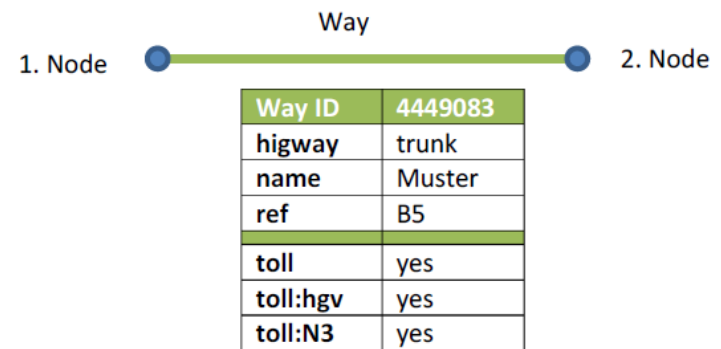 Way
1. Node
2. Node
Way ID 4449083
higway trunk
name Muster
ref B5
toll yes
toll:hgv yes
toll:N3 yes